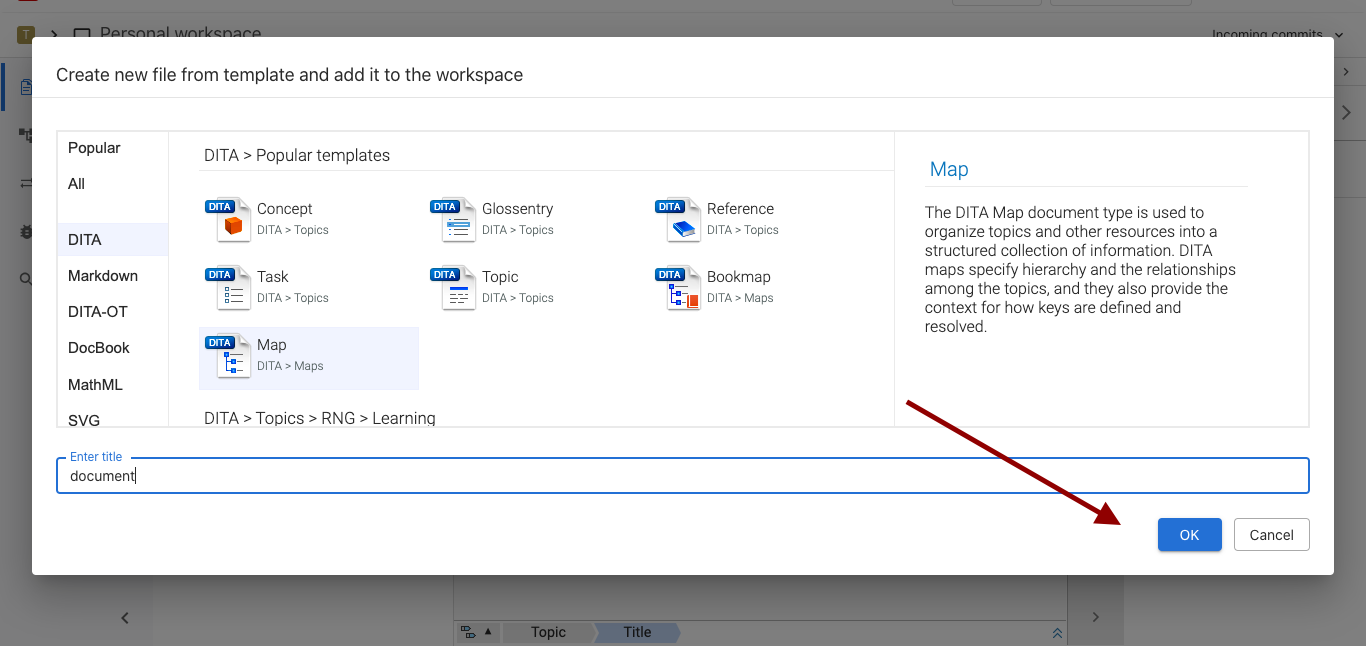 T
Personal workspace
Incoming commits
Create new file from template and add it to the workspace
Popular
All
DITA
Markdown
DITA-OT
DocBook
MathML
SVG
DITA > Popular templates
DITA
Concept
DITA > Topics
DITA
Glossentry
DITA > Topics
DITA
Reference
DITA > Topics
DITA
Task
DITA > Topics
DITA
Topic
DITA > Topics
DITA
Bookmap
DITA > Maps
DITA
Map
DITA > Maps
DITA > Topics > RNG > Learning
Map
The DITA Map document type is used to
organize topics and other resources into a
structured collection of information. DITA
maps specify hierarchy and the relationships
among the topics, and they also provide the
context for how keys are defined and
resolved.
Enter title
document
OK
Cancel
Topic
Title